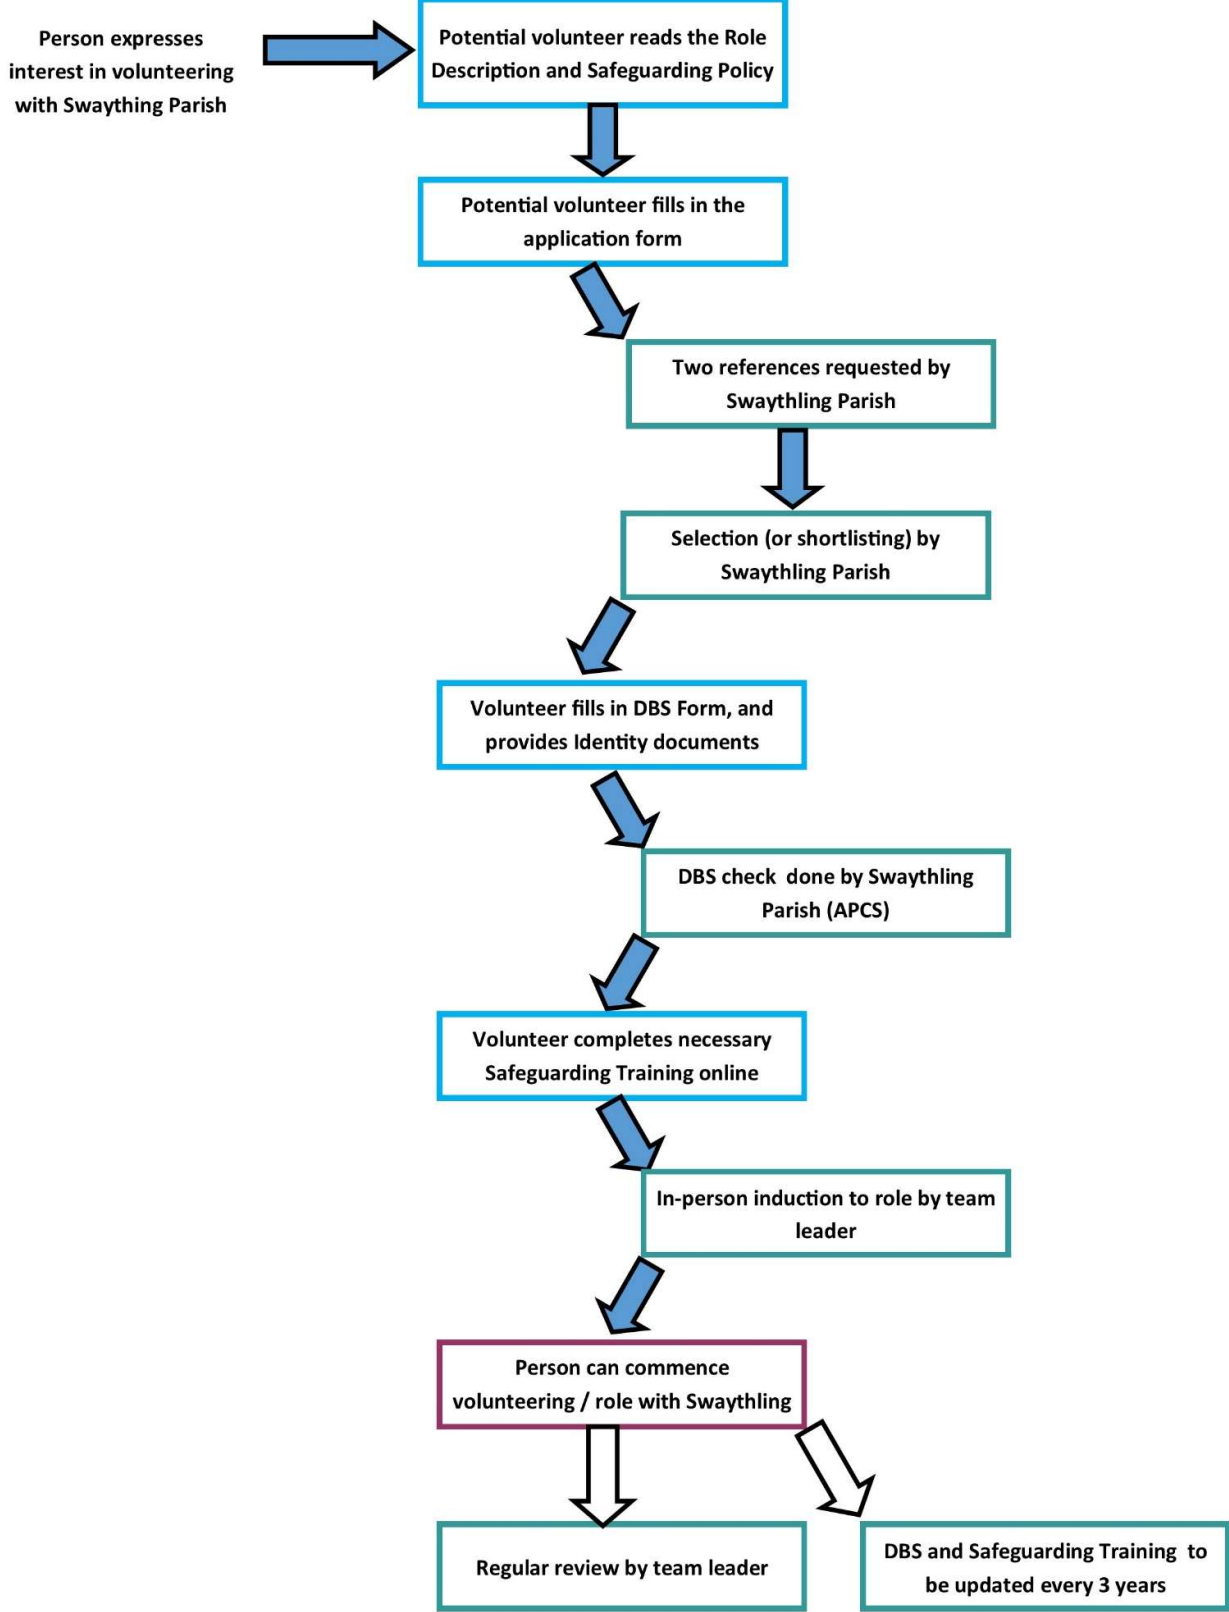 Person expresses
interest in volunteering
with Swaything Parish
Potential volunteer reads the Role
Description and Safeguarding Policy
Potential volunteer fills in the
application form
Two references requested by
Swaythling Parish
Selection (or shortlisting) by
Swaythling Parish
Volunteer fills in DBS Form, and
provides Identity documents
DBS check done by Swaythling
Parish (APCS)
Volunteer completes necessary
Safeguarding Training online
In-person induction to role by team
leader
Person can commence
volunteering / role with Swaythling
Regular review by team leader
DBS and Safeguarding Training to
be updated every 3 years